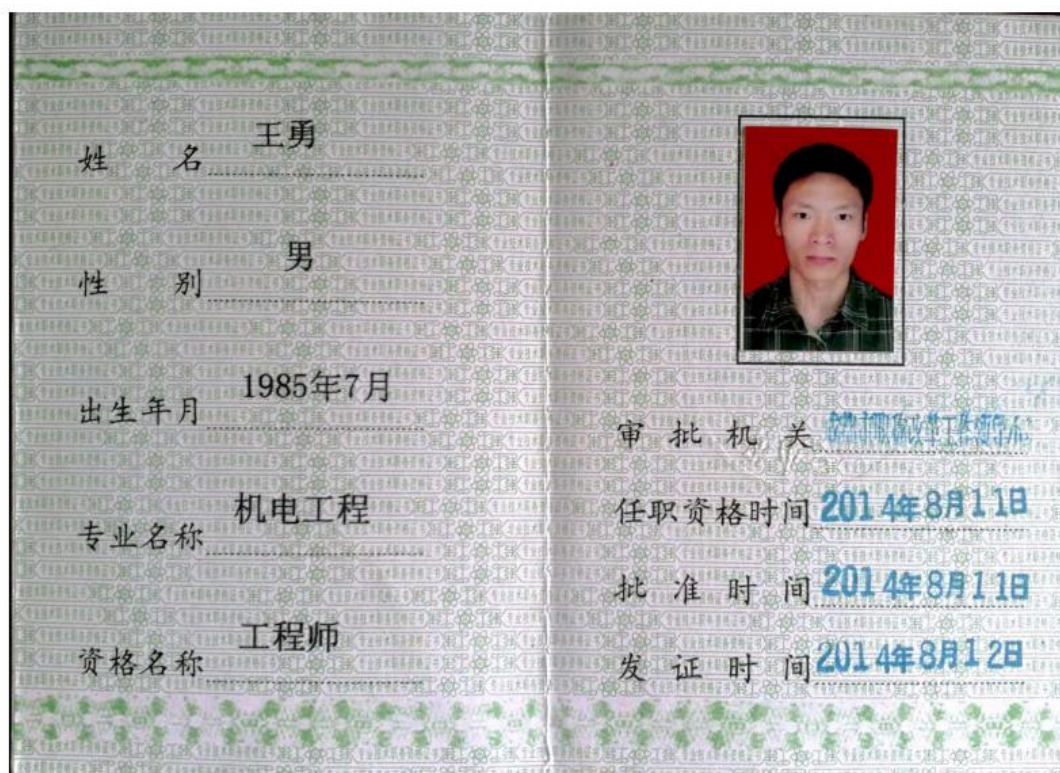 姓 名 王勇
性 别 男
出生年月 1985年7月
专业名称 机电工程
资格名称 工程师
审批机关
任职资格时间 2014年8月11日
批准时间 2014年8月11日
发证时间 2014年8月12日